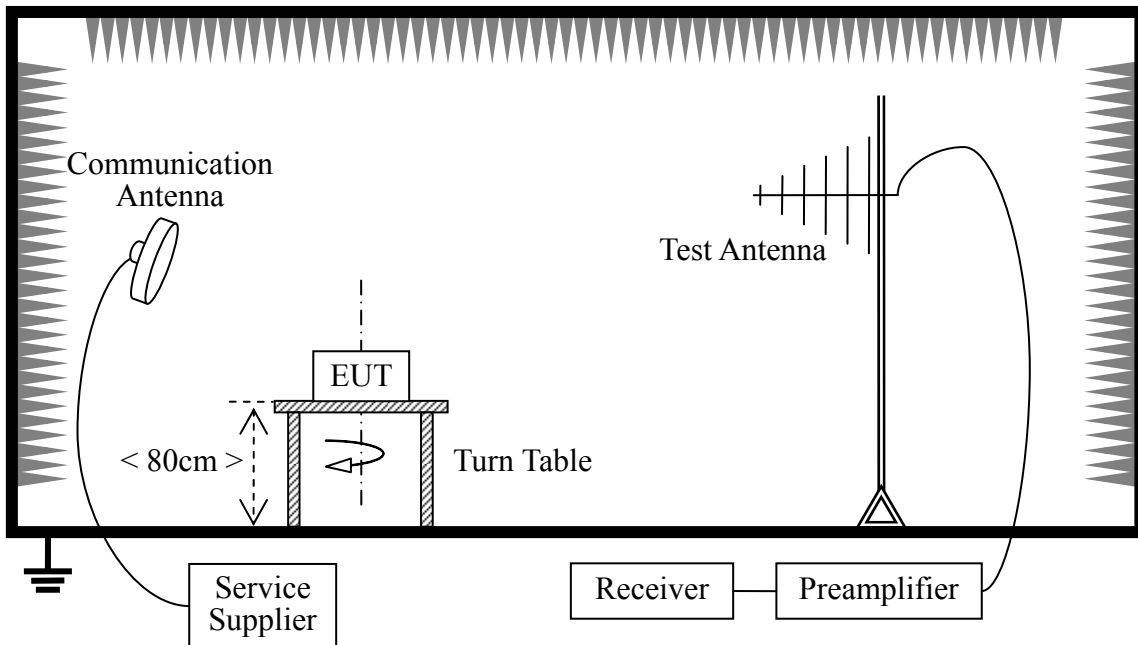 Communication
Antenna
Test Antenna
EUT
< 80cm >
Turn Table
Service
Supplier
Receiver
Preamplifier